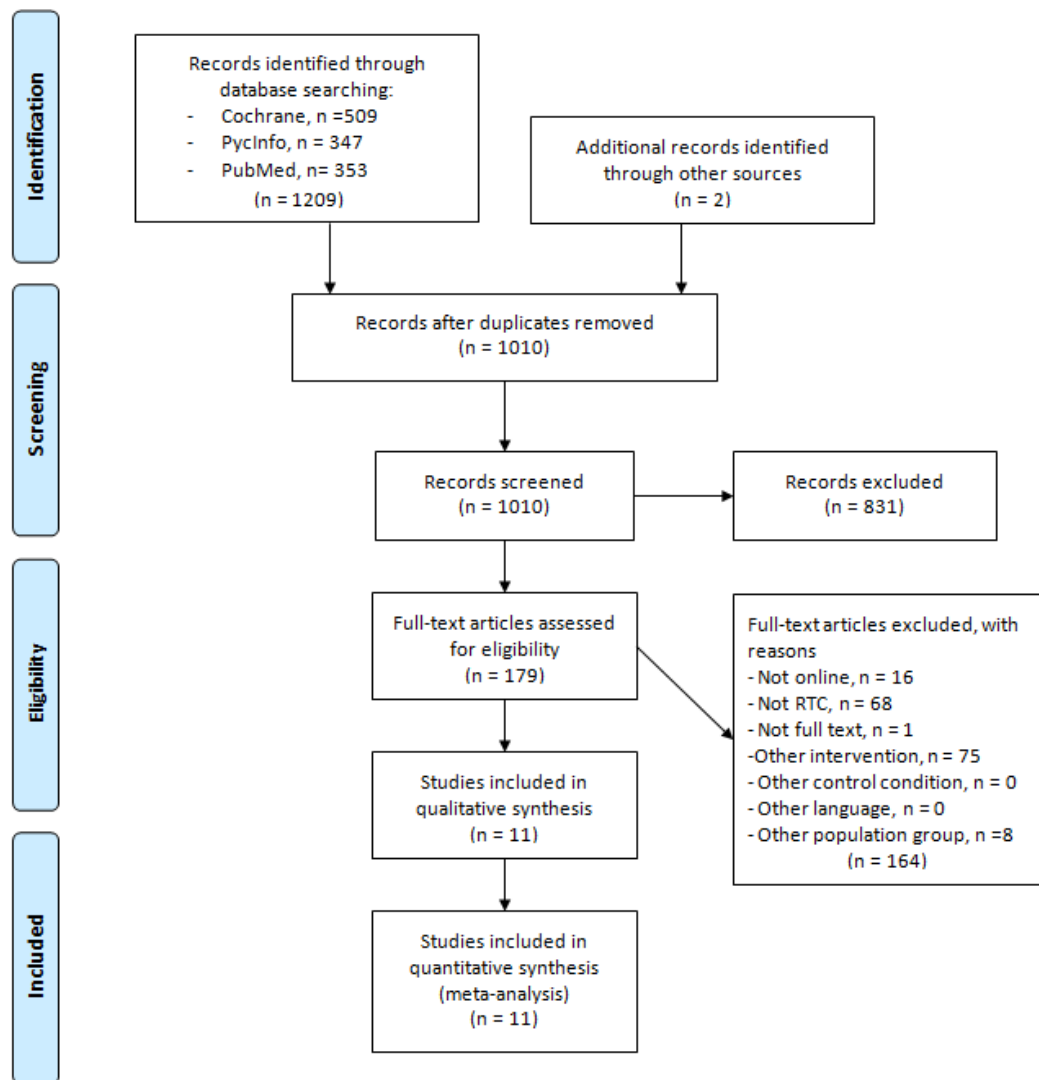 Identification
Records identified through
database searching:
- Cochrane, n =509
- PycInfo, n = 347
- PubMed, n= 353
(n = 1209)
Additional records identified
through other sources
(n = 2)
Screening
Records after duplicates removed
(n = 1010)
Records screened
(n = 1010)
Records excluded
(n = 831)
Eligibility
Full-text articles assessed
for eligibility
(n = 179)
Full-text articles excluded, with
reasons
- Not online, n = 16
- Not RTC, n = 68
- Not full text, n = 1
-Other intervention, n = 75
- Other control condition, n = 0
- Other language, n = 0
- Other population group, n =8
(n = 164)
Studies included in
qualitative synthesis
(n = 11)
Included
Studies included in
quantitative synthesis
(meta-analysis)
(n = 11)